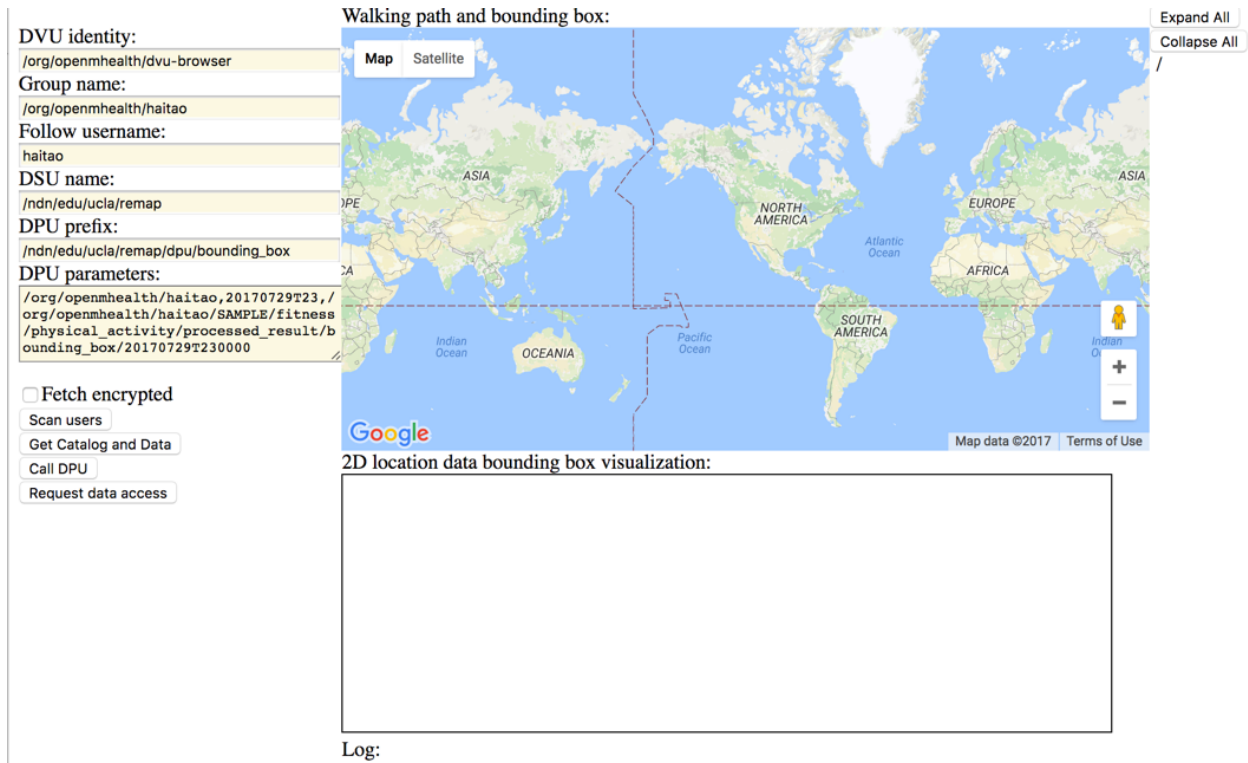 DVU identity:
/org/openmhealth/dvu-browser
Group name:
/org/openmhealth/haitao
Follow username:
haitao
DSU name:
/ndn/edu/ucla/remap
DPU prefix:
/ndn/edu/ucla/remap/dpu/bounding_box
DPU parameters:
/org/openmhealth/haitao,20170729T23,/
org/openmhealth/haitao/SAMPLE/fitness
/physical_activity/processed_result/b
ounding_box/20170729T230000
Fetch encrypted
Scan users
Get Catalog and Data
Call DPU
Request data access
Walking path and bounding box:
Map Satellite
ASIA
OPE
NORTH
AMERICA
EUROPE
ASIA
Atlantic
Ocean
CA
AFRICA
Indian
Ocean
OCEANIA
Pacific
Ocean
SOUTH
AMERICA
Indian
Google
Map data ©2017 Terms of Use
2D location data bounding box visualization:
Log:
Expand All
Collapse All
/